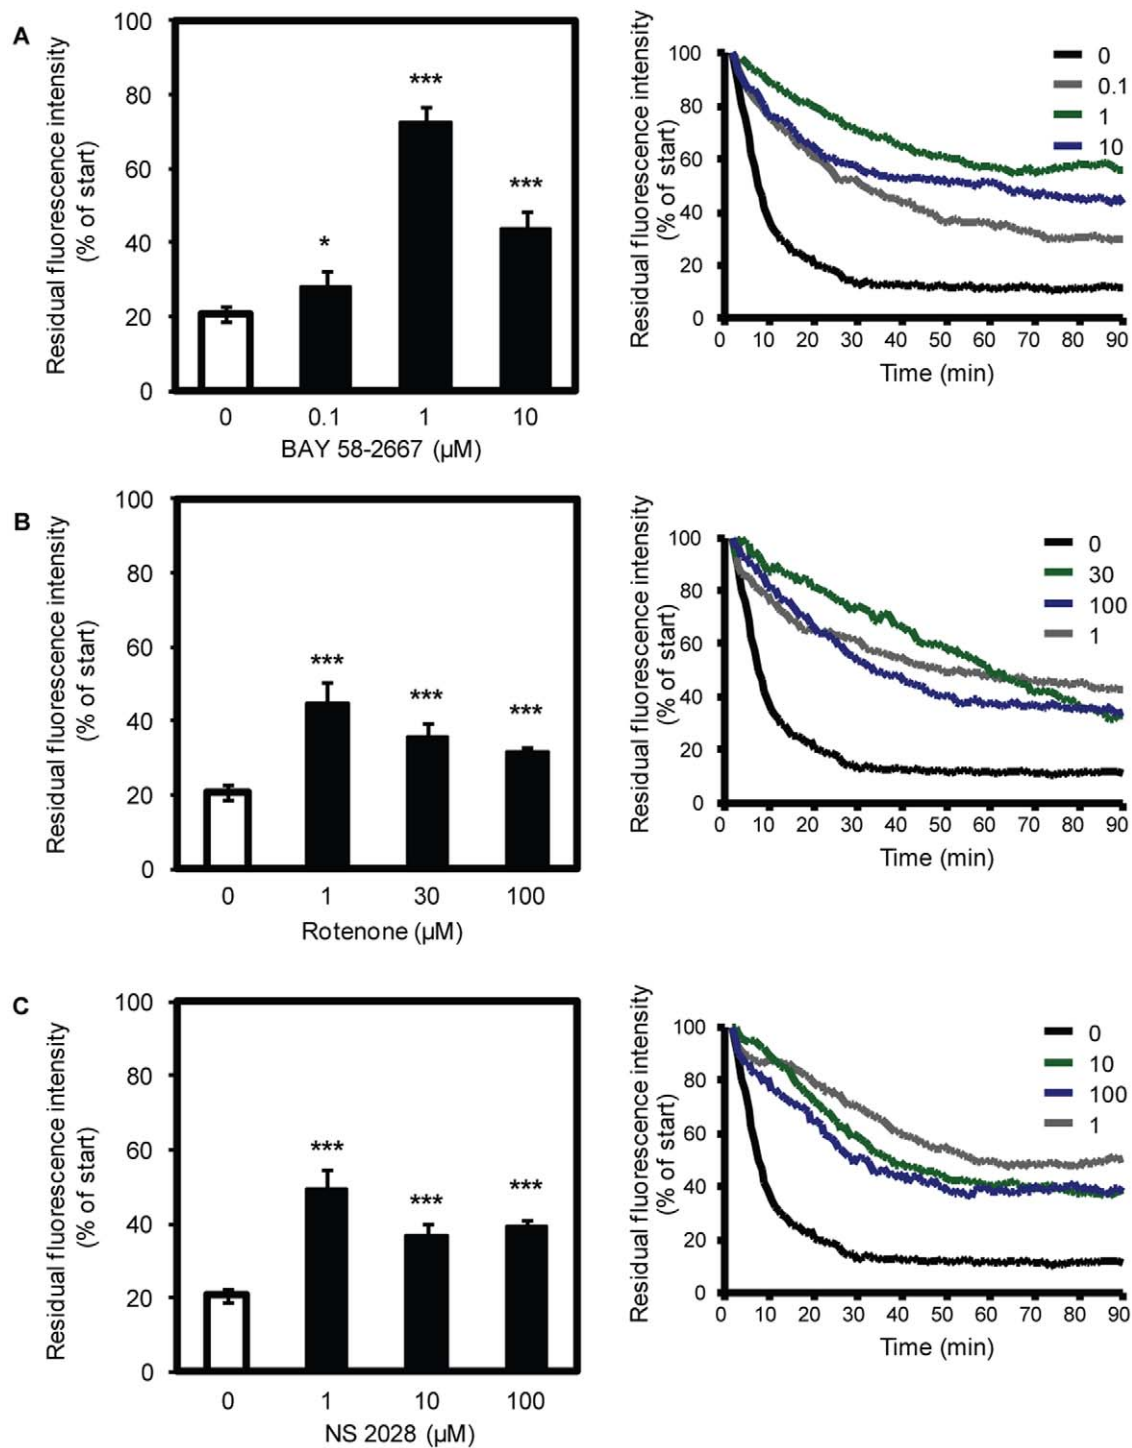 A
Residual fluorescence intensity
(% of start)
100
80
60
40
20
0
*
***
***
0 0.1 1 10
BAY 58-2667 (µM)
Residual fluorescence intensity
(% of start)
100
80
60
40
20
0
0
0.1
1
10
0 10 20 30 40 50 60 70 80 90
Time (min)
B
Residual fluorescence intensity
(% of start)
100
80
60
40
20
0
***
***
***
0 1 30 100
Rotenone (µM)
Residual fluorescence intensity
(% of start)
100
80
60
40
20
0
0
30
100
1
0 10 20 30 40 50 60 70 80 90
Time (min)
C
Residual fluorescence intensity
(% of start)
100
80
60
40
20
0
***
***
***
0 1 10 100
NS 2028 (µM)
Residual fluorescence intensity
(% of start)
100
80
60
40
20
0
0
10
100
1
0 10 20 30 40 50 60 70 80 90
Time (min)